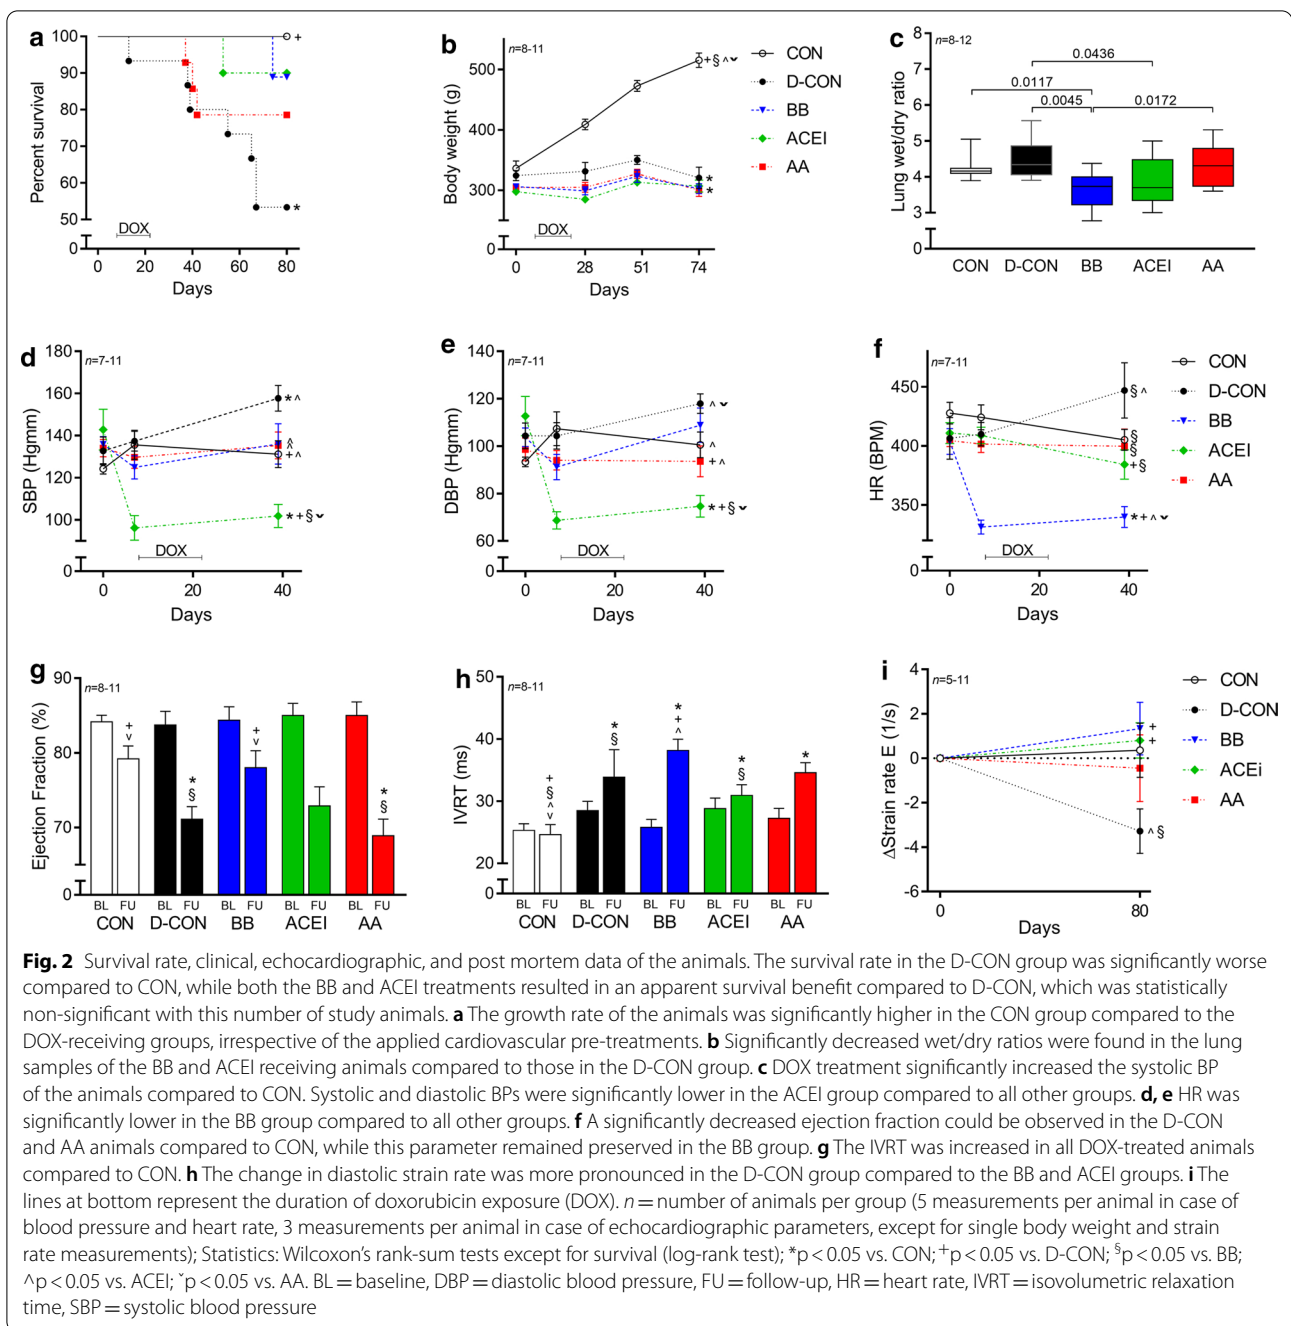 a
100
90
80
70
60
50
0
Percent survival
DOX
+
*
0 20 40 60 80
Days
b
n=8-11
500
400
300
0
Body weight (g)
DOX
+ § ^ ˇ
*
*
0 28 51 74
Days
CON
D-CON
BB
ACEI
AA
c
n=8-12
8
7
6
5
4
3
0
Lung wet/dry ratio
0.0436
0.0117
0.0045
0.0172
CON D-CON BB ACEI AA
d
n=7-11
180
160
140
120
100
0
SBP (Hgmm)
* ^
^
^
+ ^
* + § ˇ
DOX
0 20 40
Days
e
n=7-11
140
120
100
80
60
0
DBP (Hgmm)
^ ˇ
^
+ ^
* + § ˇ
DOX
0 20 40
Days
f
n=7-11
450
400
350
0
HR (BPM)
§ ^
§
§
+ §
* + ^ ˇ
DOX
0 20 40
Days
CON
D-CON
BB
ACEI
AA
g
n=8-11
90
80
70
0
Ejection Fraction (%)
+
v
*
§
+
v
*
§
BL FU BL FU BL FU BL FU BL FU
CON D-CON BB ACEI AA
h
n=8-11
50
40
30
20
0
IVRT (ms)
+
§
^
v
*
§
*
+
^
*
§
*
BL FU BL FU BL FU BL FU BL FU
CON D-CON BB ACEI AA
i
n=5-11
4
2
0
-2
-4
-6
ΔStrain rate E (1/s)
+
+
^ §
0 80
Days
CON
D-CON
BB
ACEi
AA
Fig. 2 Survival rate, clinical, echocardiographic, and post mortem data of the animals. The survival rate in the D-CON group was significantly worse
compared to CON, while both the BB and ACEI treatments resulted in an apparent survival benefit compared to D-CON, which was statistically
non-significant with this number of study animals. a The growth rate of the animals was significantly higher in the CON group compared to the
DOX-receiving groups, irrespective of the applied cardiovascular pre-treatments. b Significantly decreased wet/dry ratios were found in the lung
samples of the BB and ACEI receiving animals compared to those in the D-CON group. c DOX treatment significantly increased the systolic BP
of the animals compared to CON. Systolic and diastolic BPs were significantly lower in the ACEI group compared to all other groups. d, e HR was
significantly lower in the BB group compared to all other groups. f A significantly decreased ejection fraction could be observed in the D-CON
and AA animals compared to CON, while this parameter remained preserved in the BB group. g The IVRT was increased in all DOX-treated animals
compared to CON. h The change in diastolic strain rate was more pronounced in the D-CON group compared to the BB and ACEI groups. i The
lines at bottom represent the duration of doxorubicin exposure (DOX). n = number of animals per group (5 measurements per animal in case of
blood pressure and heart rate, 3 measurements per animal in case of echocardiographic parameters, except for single body weight and strain
rate measurements); Statistics: Wilcoxon's rank-sum tests except for survival (log-rank test); *p < 0.05 vs. CON; +p < 0.05 vs. D-CON; §p < 0.05 vs. BB;
^p < 0.05 vs. ACEI; ˇp < 0.05 vs. AA. BL = baseline, DBP = diastolic blood pressure, FU = follow-up, HR = heart rate, IVRT = isovolumetric relaxation
time, SBP = systolic blood pressure